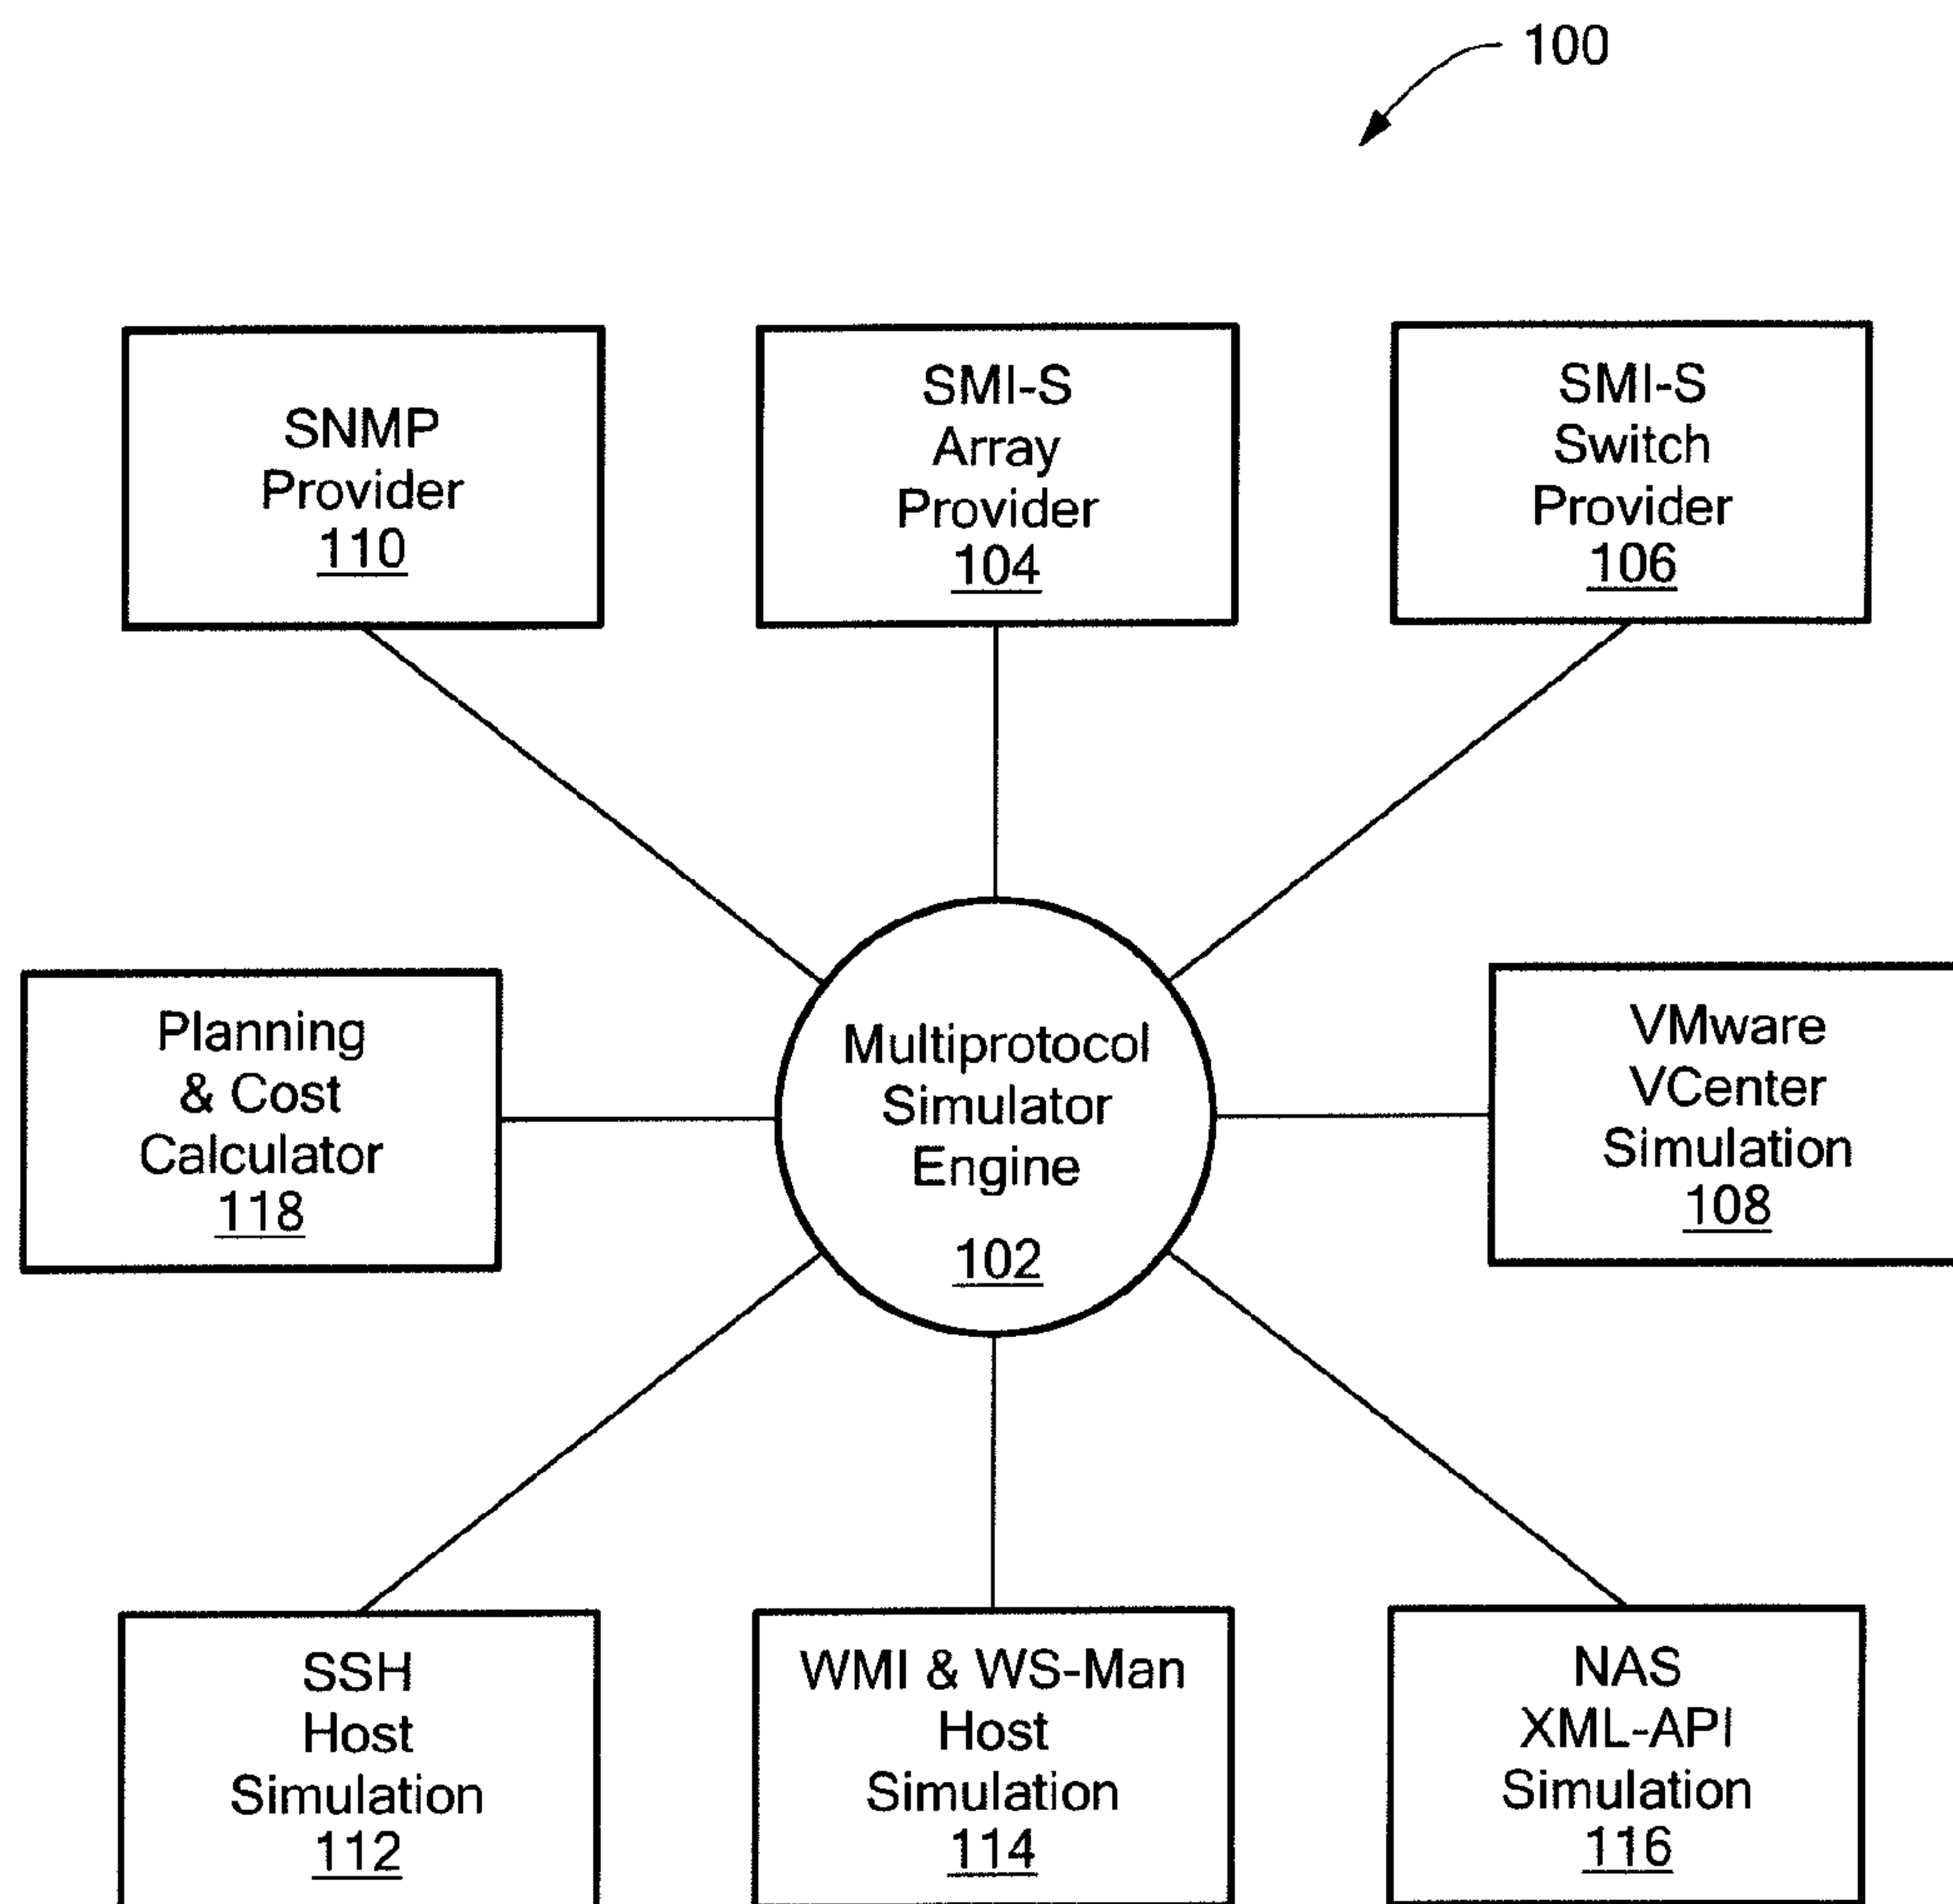 100
SNMP
Provider
110
SMI-S
Array
Provider
104
SMI-S
Switch
Provider
106
Planning
& Cost
Calculator
118
Multiprotocol
Simulator
Engine
102
VMware
VCenter
Simulation
108
SSH
Host
Simulation
112
WMI & WS-Man
Host
Simulation
114
NAS
XML-API
Simulation
116